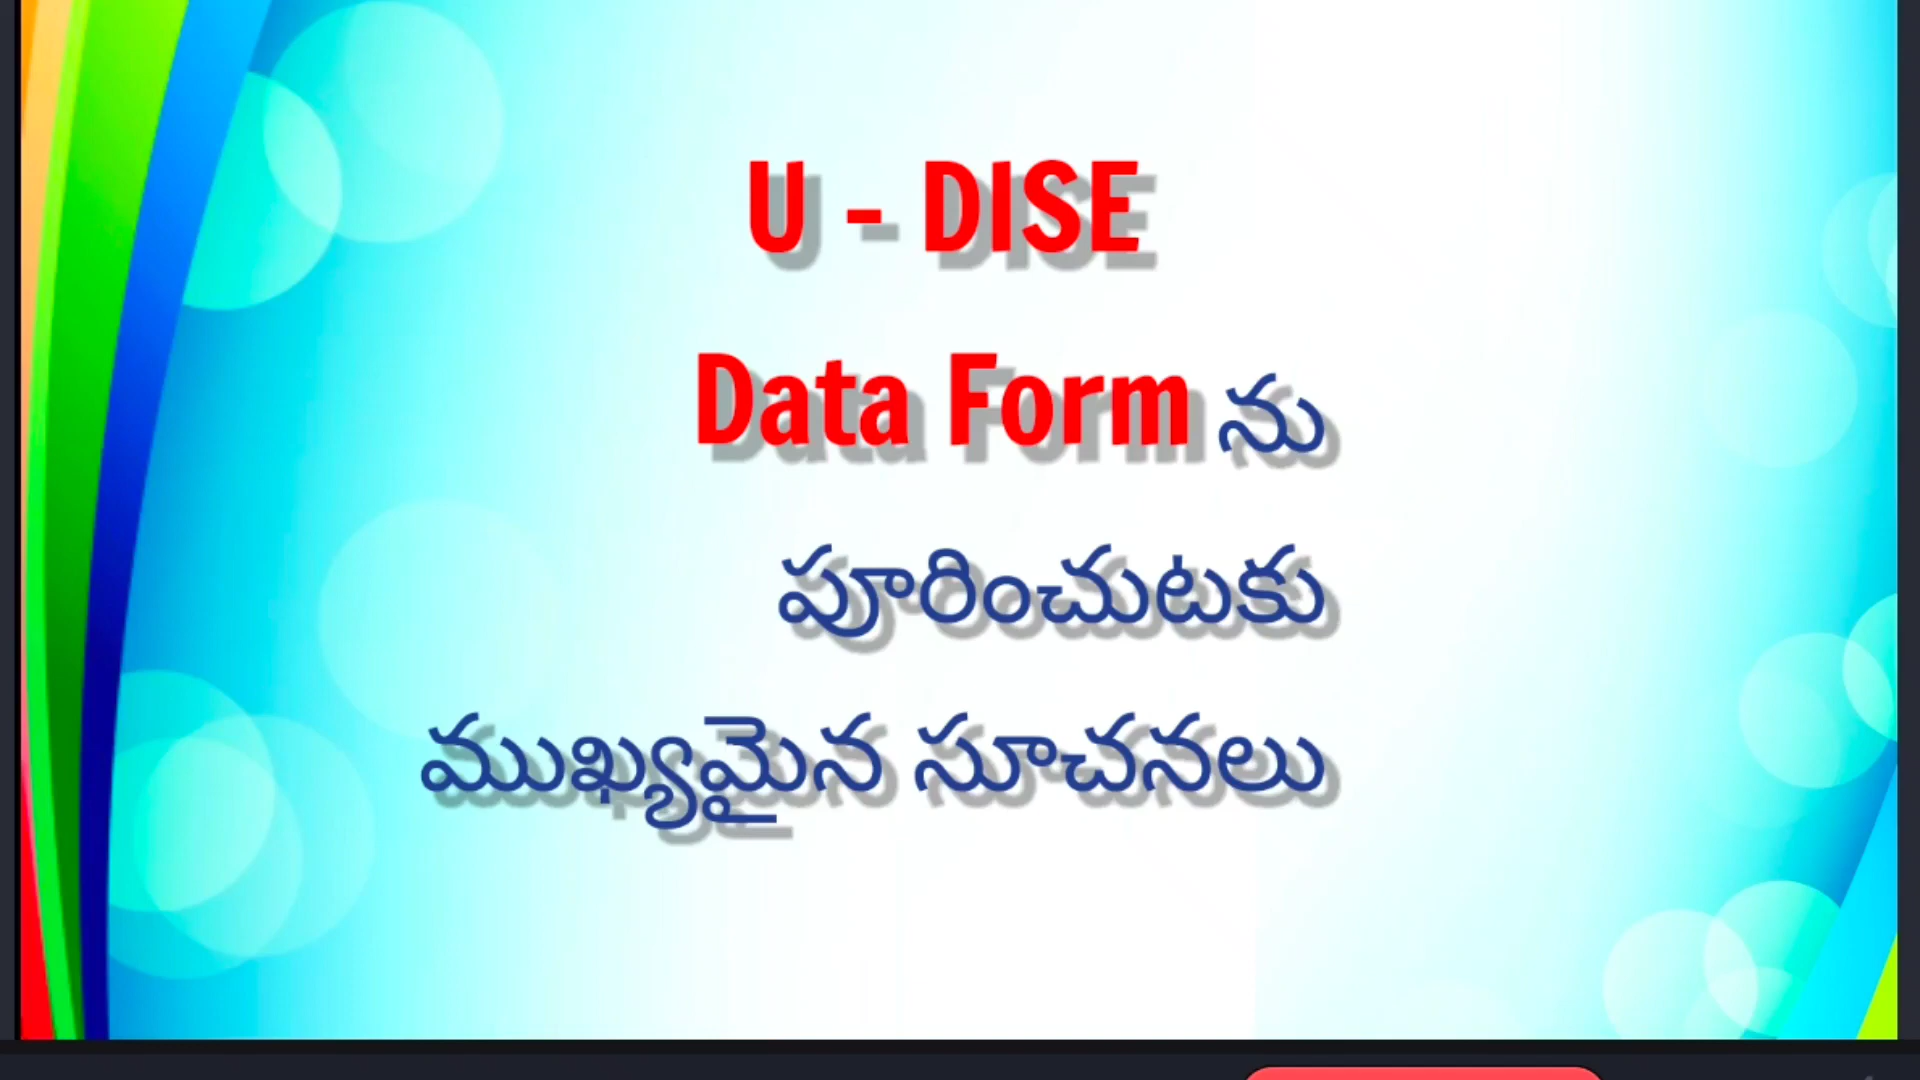 U - DISE
Data Form ను
పూరించుటకు
ముఖ్యమైన సూచనలు